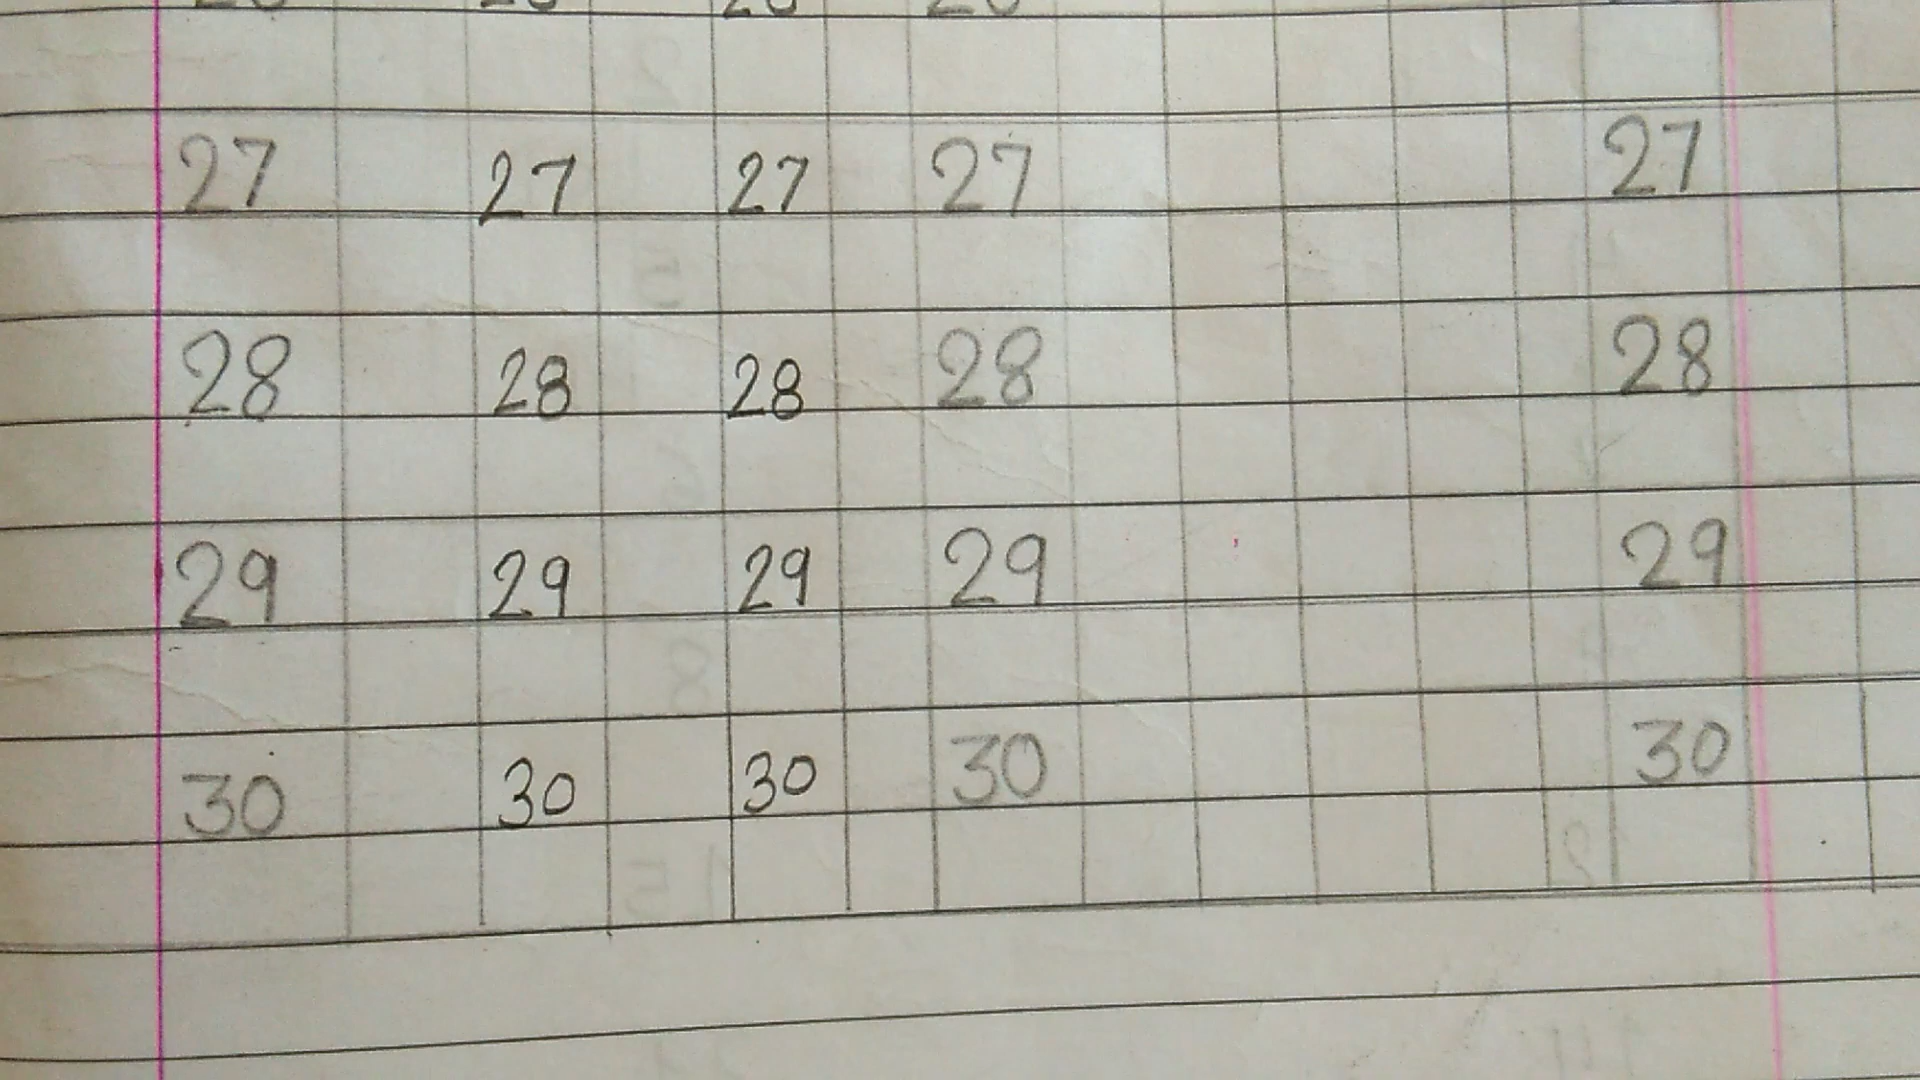 27 27 27 27 27
28 28 28 28 28
29 29 29 29 29
30 30 30 30 30